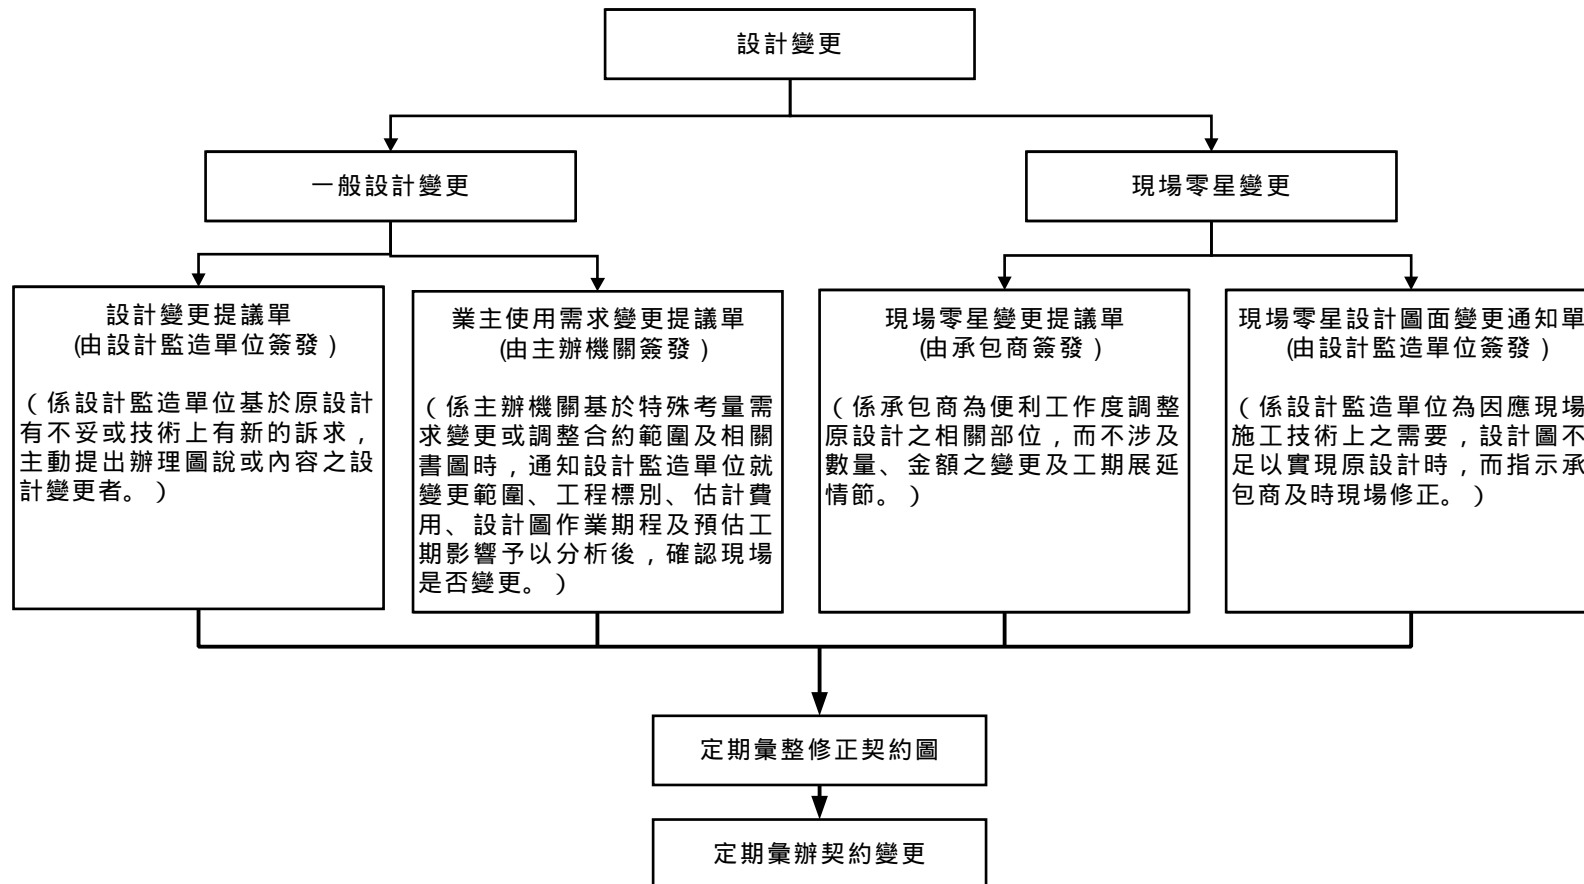 設計變更
一般設計變更
現場零星變更
設計變更提議單
(由設計監造單位簽發)
(係設計監造單位基於原設計
有不妥或技術上有新的訴求,
主動提出辦理圖說或內容之設
計變更者。)
業主使用需求變更提議單
(由主辦機關簽發)
(係主辦機關基於特殊考量需
求變更或調整合約範圍及相關
書圖時,通知設計監造單位就
變更範圍、工程標別、估計費
用、設計圖作業期程及預估工
期影響予以分析後,確認現場
是否變更。)
現場零星變更提議單
(由承包商簽發)
(係承包商為便利工作度調整
原設計之相關部位,而不涉及
數量、金額之變更及工期展延
情節。)
現場零星設計圖面變更通知單
(由設計監造單位簽發)
(係設計監造單位為因應現場
施工技術上之需要,設計圖不
足以實現原設計時,而指示承
包商及時現場修正。)
定期彙整修正契約圖
定期彙辦契約變更